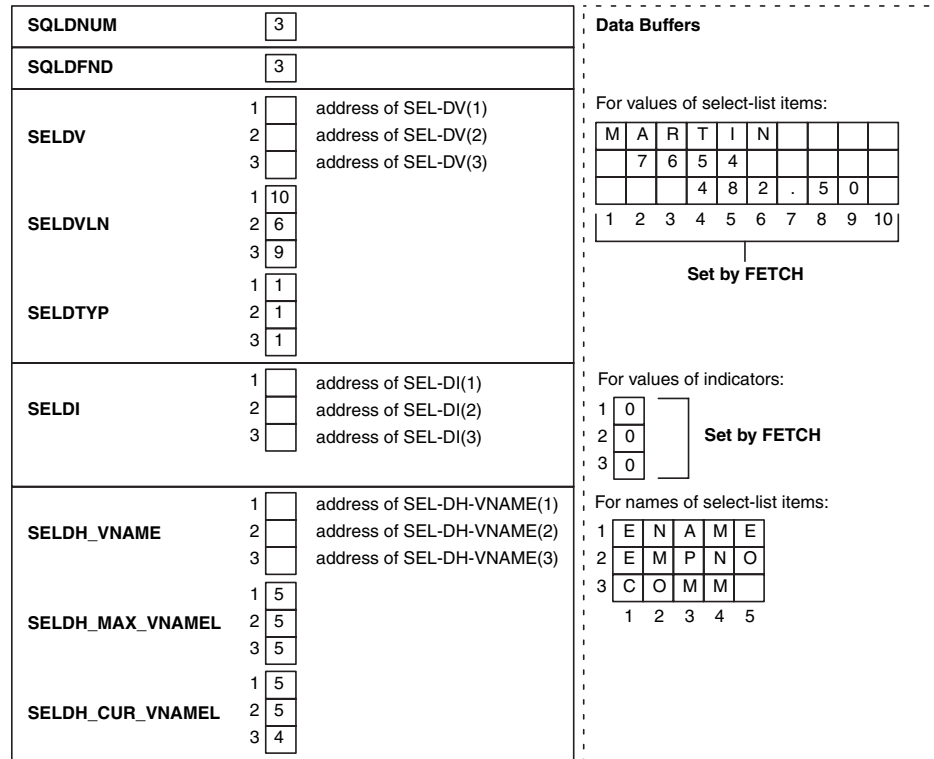 SQLDNUM 3
SQLDFND 3
SELDV
1 address of SEL-DV(1)
2 address of SEL-DV(2)
3 address of SEL-DV(3)
SELDVLN
1 10
2 6
3 9
SELDTYP
1 1
2 1
3 1
SELDI
1 address of SEL-DI(1)
2 address of SEL-DI(2)
3 address of SEL-DI(3)
SELDH_VNAME
1 address of SEL-DH-VNAME(1)
2 address of SEL-DH-VNAME(2)
3 address of SEL-DH-VNAME(3)
SELDH_MAX_VNAMEL
1 5
2 5
3 5
SELDH_CUR_VNAMEL
1 5
2 5
3 4
Data Buffers
For values of select-list items:
M A R T I N
7 6 5 4
4 8 2 . 5 0
1 2 3 4 5 6 7 8 9 10
Set by FETCH
For values of indicators:
1 0
2 0
3 0
Set by FETCH
For names of select-list items:
1 E N A M E
2 E M P N O
3 C O M M
1 2 3 4 5